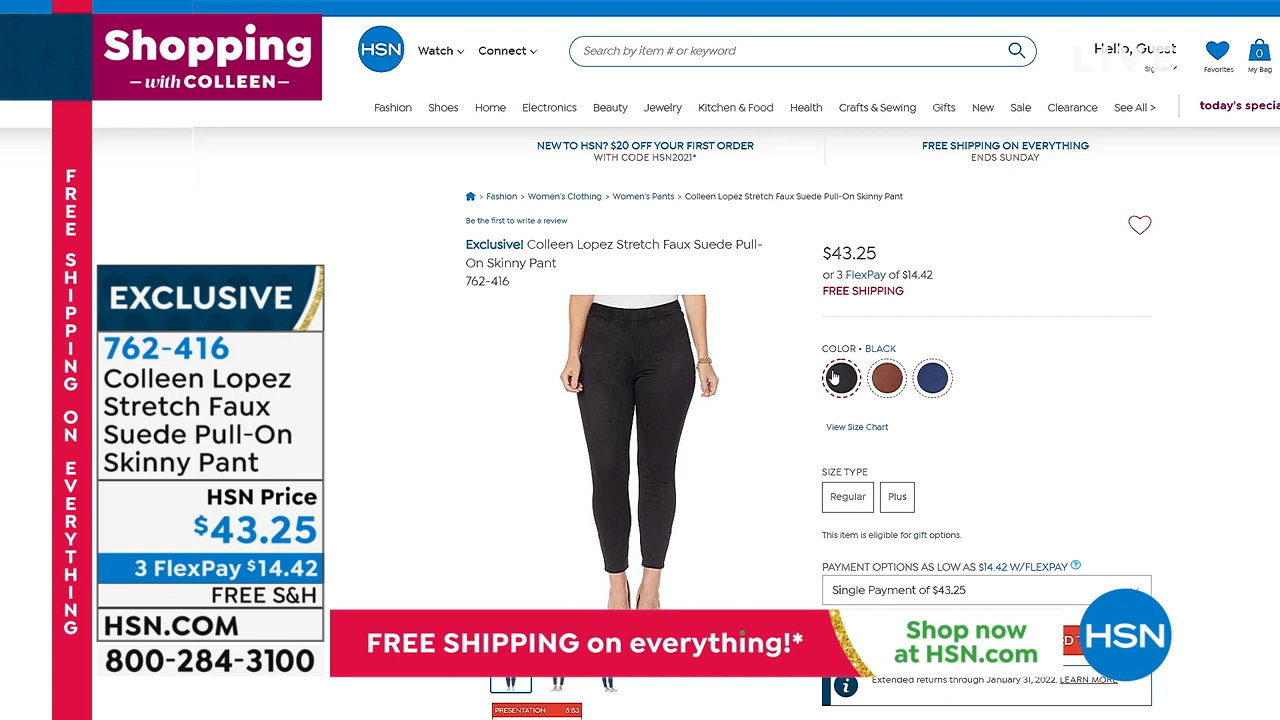 Shopping
with COLLEEN
FREE SHIPPING ON EVERYTHING
EXCLUSIVE
762-416
Colleen Lopez
Stretch Faux
Suede Pull-On
Skinny Pant
HSN Price
$43.25
3 FlexPay $14.42
FREE S&H
HSN.COM
800-284-3100
HSN
Watch
Connect
Search by item # or keyword
LIVE
Hello, Guest
Sign In
Favorites
0
My Bag
Fashion Shoes Home Electronics Beauty Jewelry Kitchen & Food Health Crafts & Sewing Gifts New Sale Clearance See All > today's specia
NEW TO HSN? $20 OFF YOUR FIRST ORDER
WITH CODE HSN2021*
FREE SHIPPING ON EVERYTHING
ENDS SUNDAY
> Fashion > Women's Clothing > Women's Pants > Colleen Lopez Stretch Faux Suede Pull-On Skinny Pant
Be the first to write a review
Exclusive! Colleen Lopez Stretch Faux Suede Pull-
On Skinny Pant
762-416
$43.25
or 3 FlexPay of $14.42
FREE SHIPPING
COLOR • BLACK
View Size Chart
SIZE TYPE
Regular
Plus
This item is eligible for gift options.
PAYMENT OPTIONS AS LOW AS $14.42 W/FLEXPAY ?
Single Payment of $43.25
FREE SHIPPING on everything!*
Shop now
at HSN.com
HSN
Extended returns through January 31, 2022. LEARN MORE
PRESENTATION 5:53